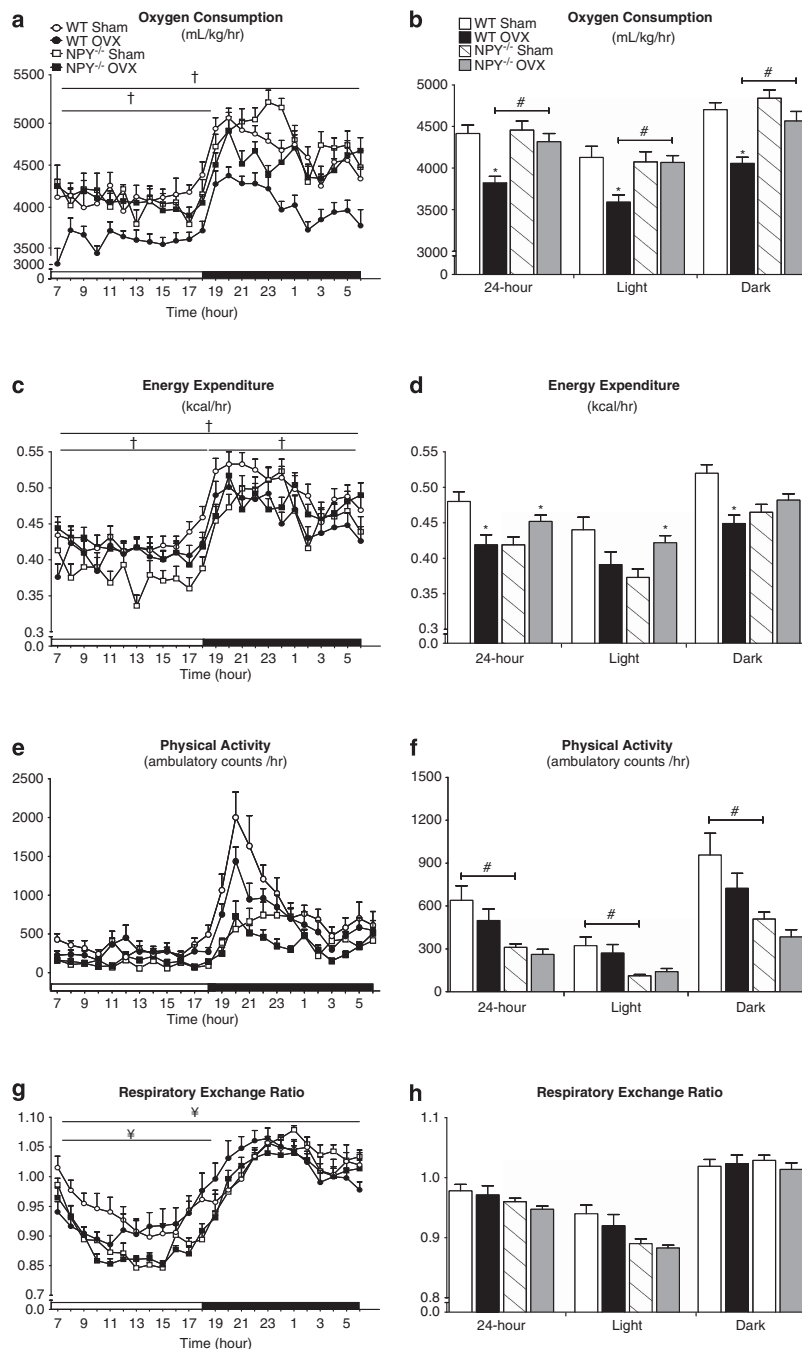 a
Oxygen Consumption
(mL/kg/hr)
WT Sham
WT OVX
NPY-/- Sham
NPY-/- OVX
5500
†
†
5000
4500
4000
3500
3000
0
7 9 11 13 15 17 19 21 23 1 3 5
Time (hour)
b
Oxygen Consumption
(mL/kg/hr)
WT Sham
WT OVX
NPY-/- Sham
NPY-/- OVX
5000
4500
4000
3500
3000
0
# # #
* * *
24-hour Light Dark
c
Energy Expenditure
(kcal/hr)
†
† †
0.55
0.50
0.45
0.40
0.35
0.3
0.0
7 9 11 13 15 17 19 21 23 1 3 5
Time (hour)
d
Energy Expenditure
(kcal/hr)
0.55
0.50
0.45
0.40
0.35
0.3
0.0
* * * *
24-hour Light Dark
e
Physical Activity
(ambulatory counts /hr)
2500
2000
1500
1000
500
0
7 9 11 13 15 17 19 21 23 1 3 5
Time (hour)
f
Physical Activity
(ambulatory counts /hr)
1500
1200
900
600
300
0
# # #
24-hour Light Dark
g
Respiratory Exchange Ratio
¥
¥
1.10
1.05
1.00
0.95
0.90
0.85
0.7
0.0
7 9 11 13 15 17 19 21 23 1 3 5
Time (hour)
h
Respiratory Exchange Ratio
1.1
1.0
0.9
0.8
0.0
24-hour Light Dark